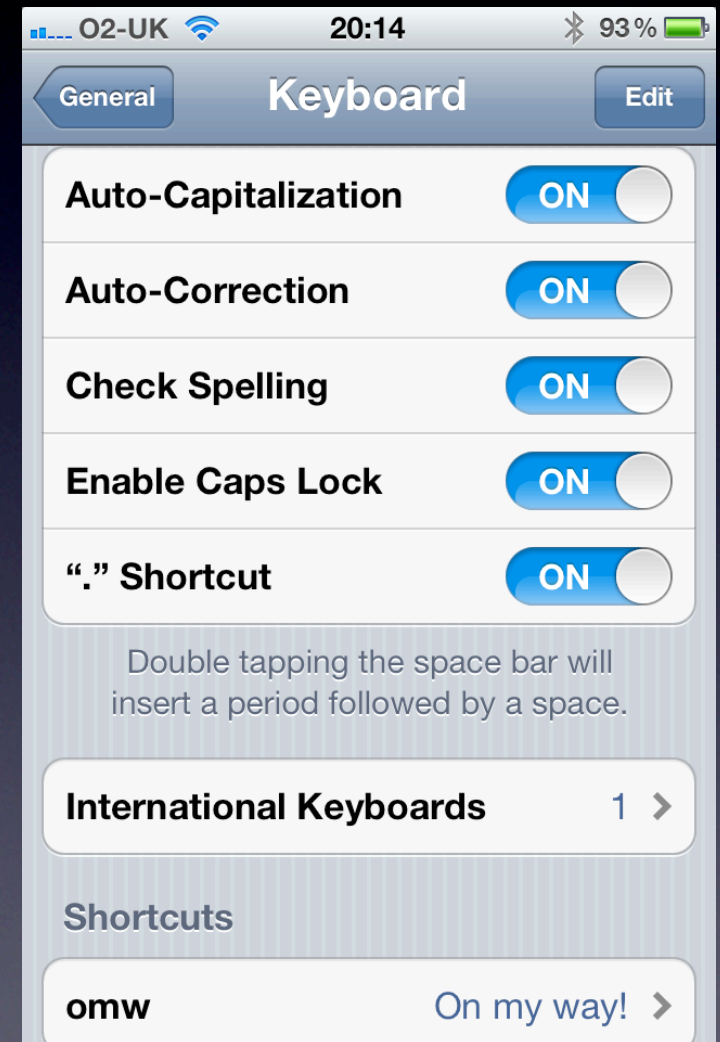 O2-UK 20:14 93%
General Keyboard Edit
Auto-Capitalization ON
Auto-Correction ON
Check Spelling ON
Enable Caps Lock ON
“.” Shortcut ON
Double tapping the space bar will
insert a period followed by a space.
International Keyboards 1
Shortcuts
omw On my way!